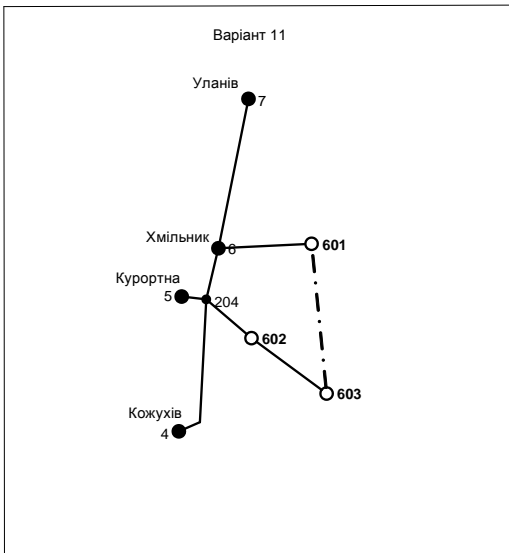 Варіант 11
Уланів
7
Хмільник
6
601
Курортна
5
204
602
603
Кожухів
4